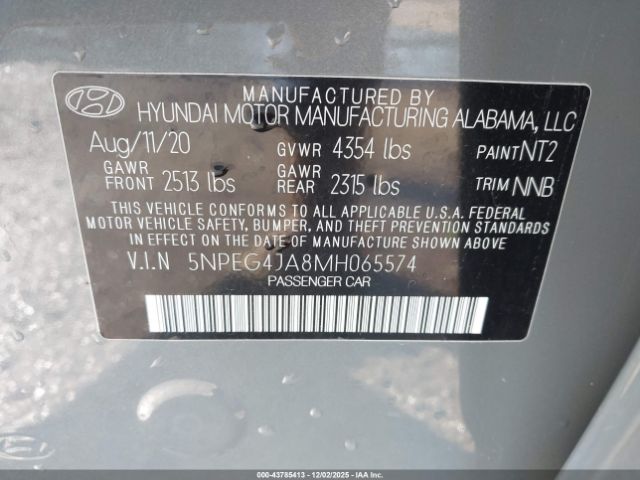 MANUFACTURED BY
HYUNDAI MOTOR MANUFACTURING ALABAMA, LLC
Aug/11/20 GVWR 4354 lbs PAINT NT2
GAWR FRONT 2513 lbs GAWR REAR 2315 lbs TRIM NNB
THIS VEHICLE CONFORMS TO ALL APPLICABLE U.S.A. FEDERAL
MOTOR VEHICLE SAFETY, BUMPER, AND THEFT PREVENTION STANDARDS
IN EFFECT ON THE DATE OF MANUFACTURE SHOWN ABOVE.
V.I.N 5NPEG4JA8MH065574
PASSENGER CAR
000-43785413 - 12/02/2025 - COPYRIGHT IAA, LLC.